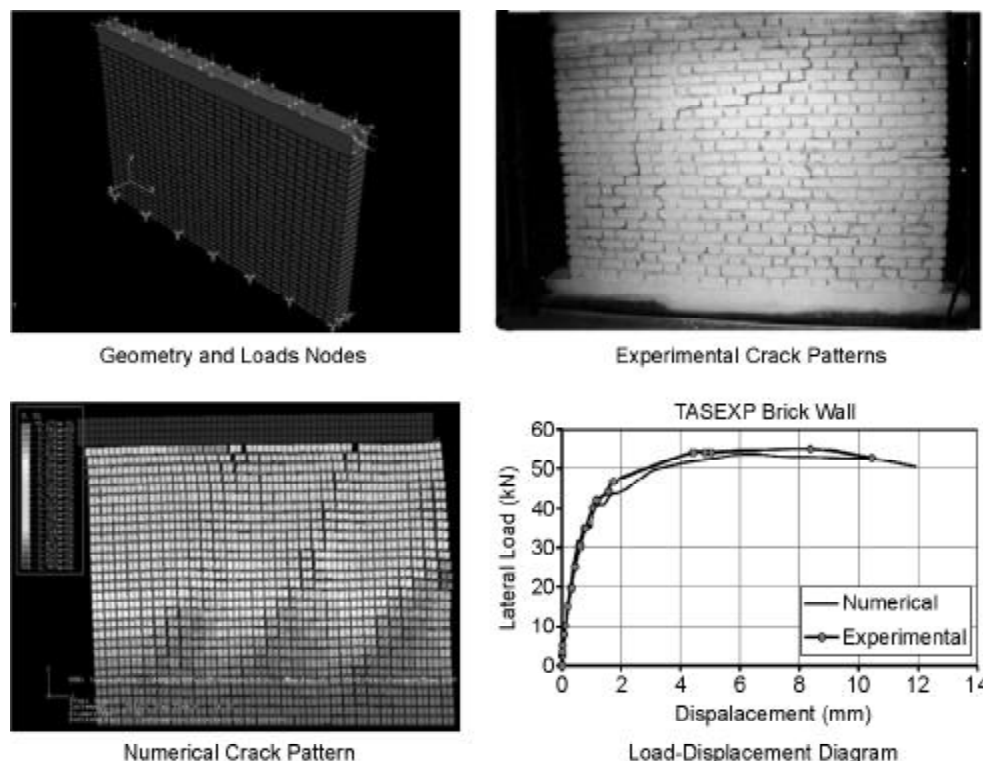 Geometry and Loads Nodes
Experimental Crack Patterns
TASEXP Brick Wall
60
50
40
30
20
10
0
Lateral Load (kN)
Numerical
Experimental
0 2 4 6 8 10 12 14
Dispalacement (mm)
Numerical Crack Pattern
Load-Displacement Diagram